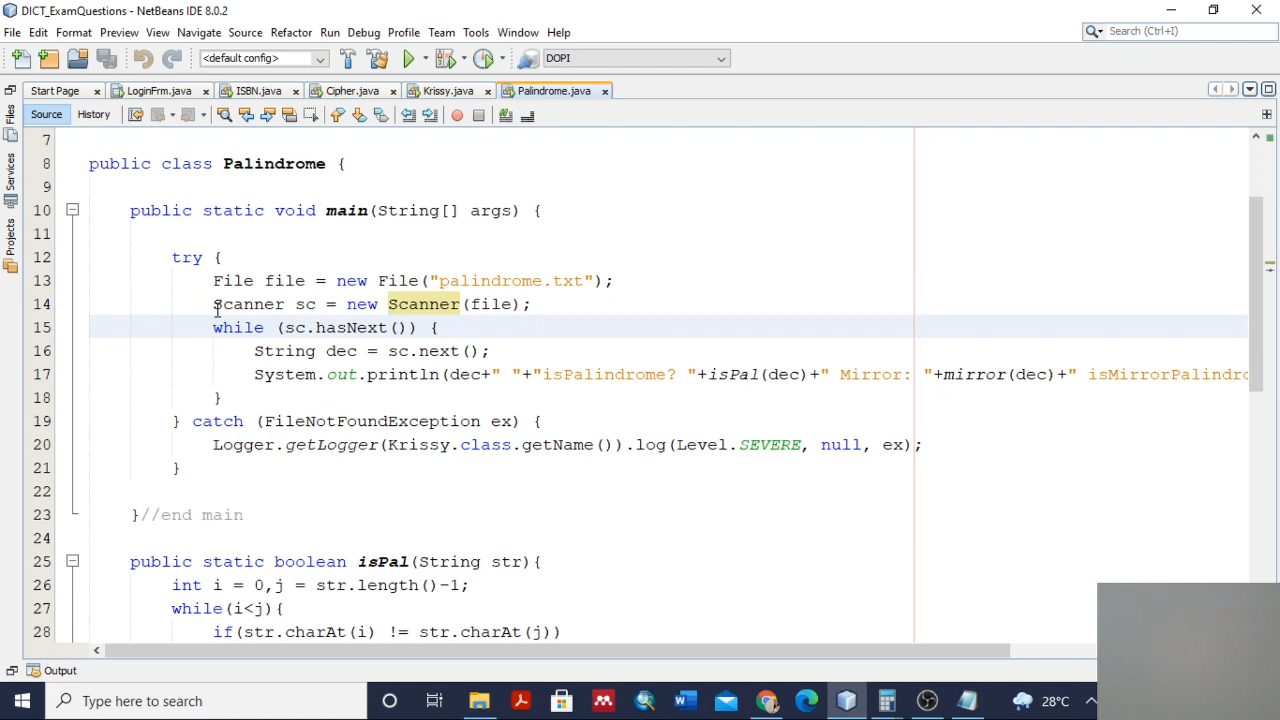 DICT_ExamQuestions - NetBeans IDE 8.0.2
File Edit Format Preview View Navigate Source Refactor Run Debug Profile Team Tools Window Help
Search (Ctrl+I)
<default config>
DOPI
Start Page LoginFrm.java ISBN.java Cipher.java Krissy.java Palindrome.java
Source History
Files
Services
Projects
7
8 public class Palindrome {
9
10 public static void main(String[] args) {
11
12 try {
13 File file = new File("palindrome.txt");
14 Scanner sc = new Scanner(file);
15 while (sc.hasNext()) {
16 String dec = sc.next();
17 System.out.println(dec+" "+"isPalindrome? "+isPal(dec)+" Mirror: "+mirror(dec)+" isMirrorPalindro
18 }
19 } catch (FileNotFoundException ex) {
20 Logger.getLogger(Krissy.class.getName()).log(Level.SEVERE, null, ex);
21 }
22
23 }//end main
24
25 public static boolean isPal(String str){
26 int i = 0,j = str.length()-1;
27 while(i<j){
28 if(str.charAt(i) != str.charAt(j))
Output
Type here to search
28°C